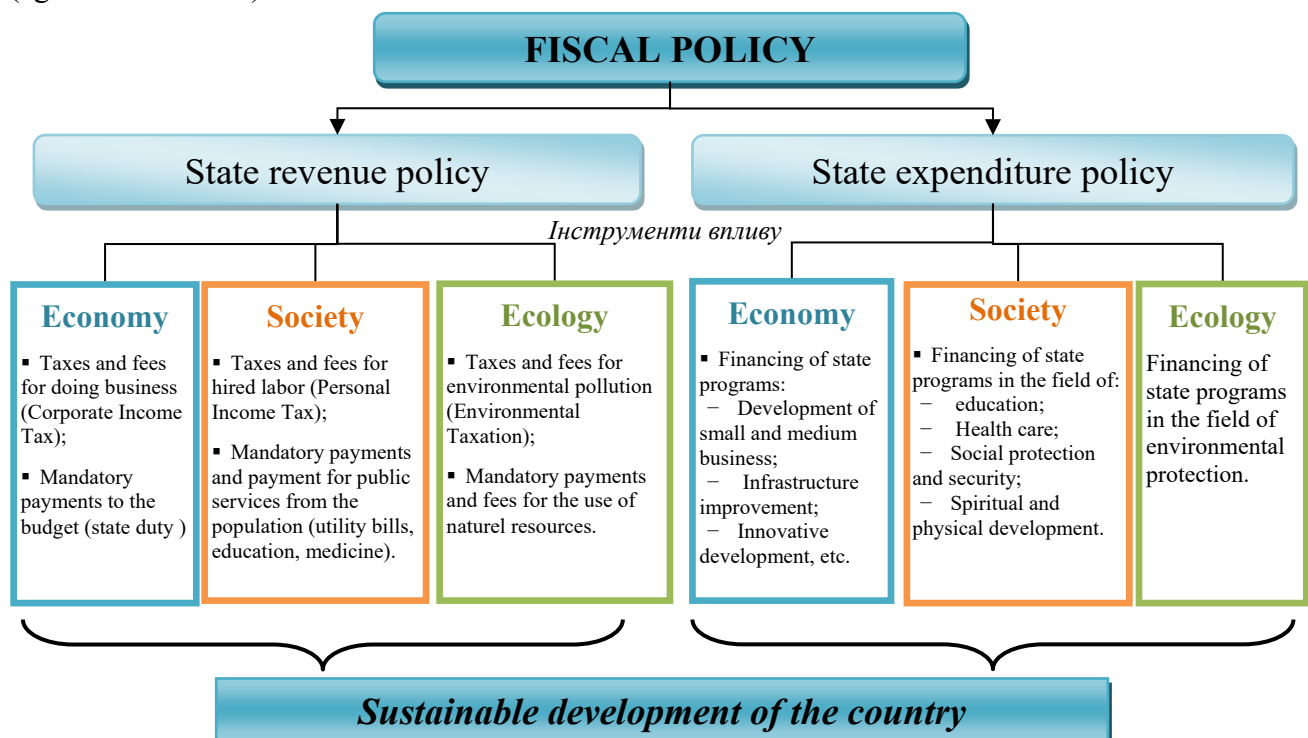 FISCAL POLICY
State revenue policy
State expenditure policy
Інструменти впливу
Economy
▪ Taxes and fees
for doing business
(Corporate Income
Tax);
▪ Mandatory
payments to the
budget (state duty )
Society
▪ Taxes and fees for
hired labor (Personal
Income Tax);
▪ Mandatory payments
and payment for public
services from the
population (utility bills,
education, medicine).
Ecology
▪ Taxes and fees for
environmental pollution
(Environmental
Taxation);
▪ Mandatory payments
and fees for the use of
naturel resources.
Economy
▪ Financing of state
programs:
− Development of
small and medium
business;
− Infrastructure
improvement;
− Innovative
development, etc.
Society
▪ Financing of state
programs in the field of:
− education;
− Health care;
− Social protection
and security;
− Spiritual and
physical development.
Ecology
Financing of
state programs
in the field of
environmental
protection.
Sustainable development of the country